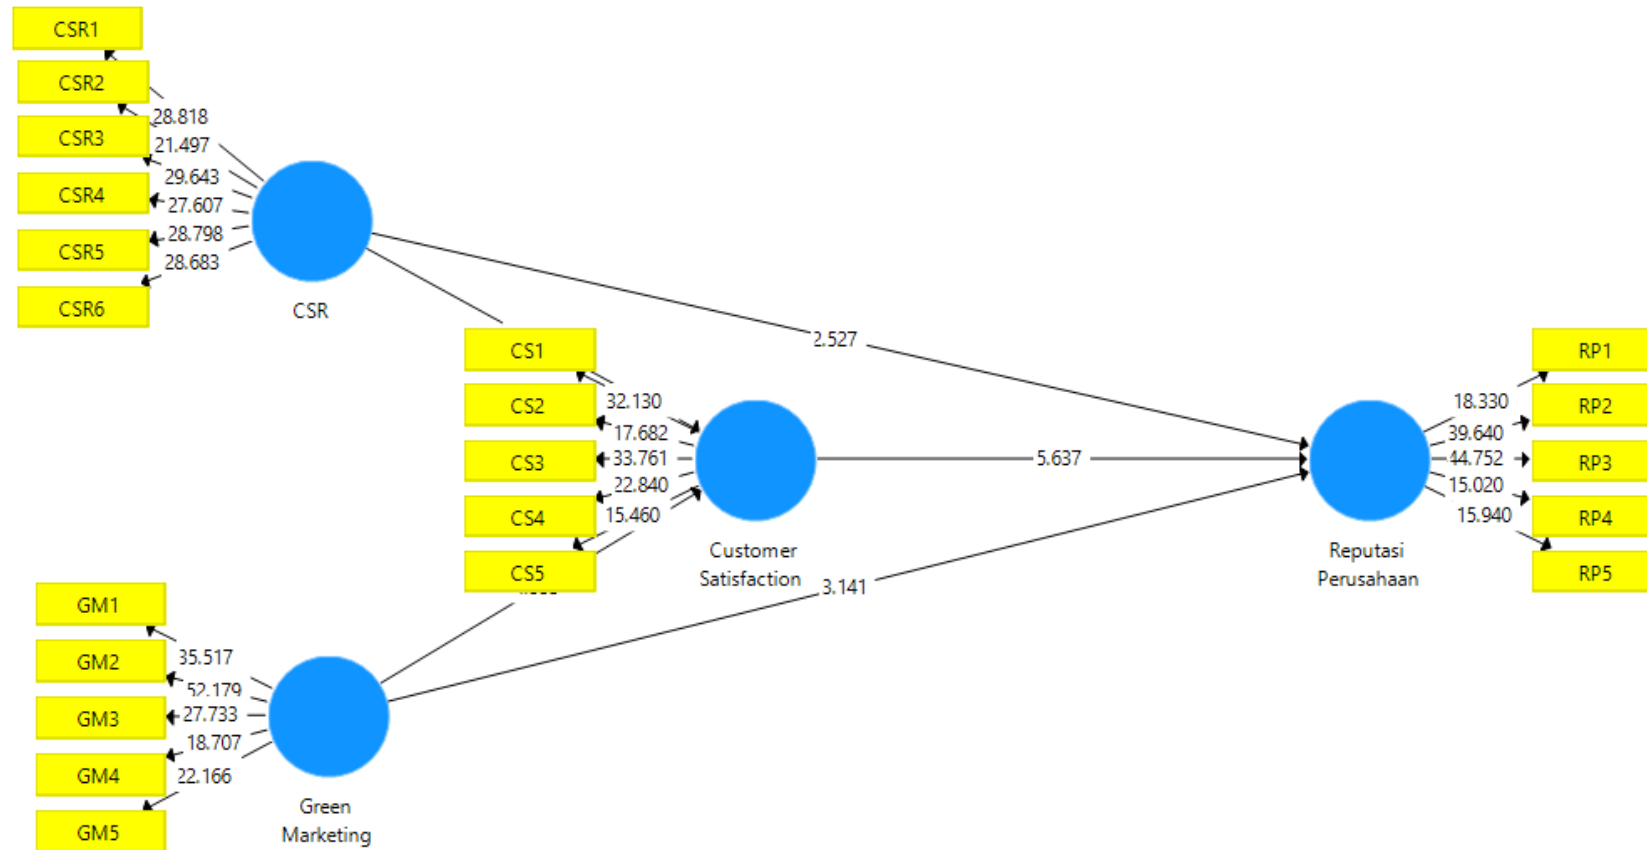 CSR1
CSR2
CSR3
CSR4
CSR5
CSR6
28.818
21.497
29.643
27.607
28.798
28.683
CSR
2.527
CS1
CS2
CS3
CS4
CS5
32.130
17.682
33.761
22.840
15.460
Customer
Satisfaction
5.637
3.141
RP1
RP2
RP3
RP4
RP5
18.330
39.640
44.752
15.020
15.940
Reputasi
Perusahaan
GM1
GM2
GM3
GM4
GM5
35.517
52.179
27.733
18.707
22.166
Green
Marketing